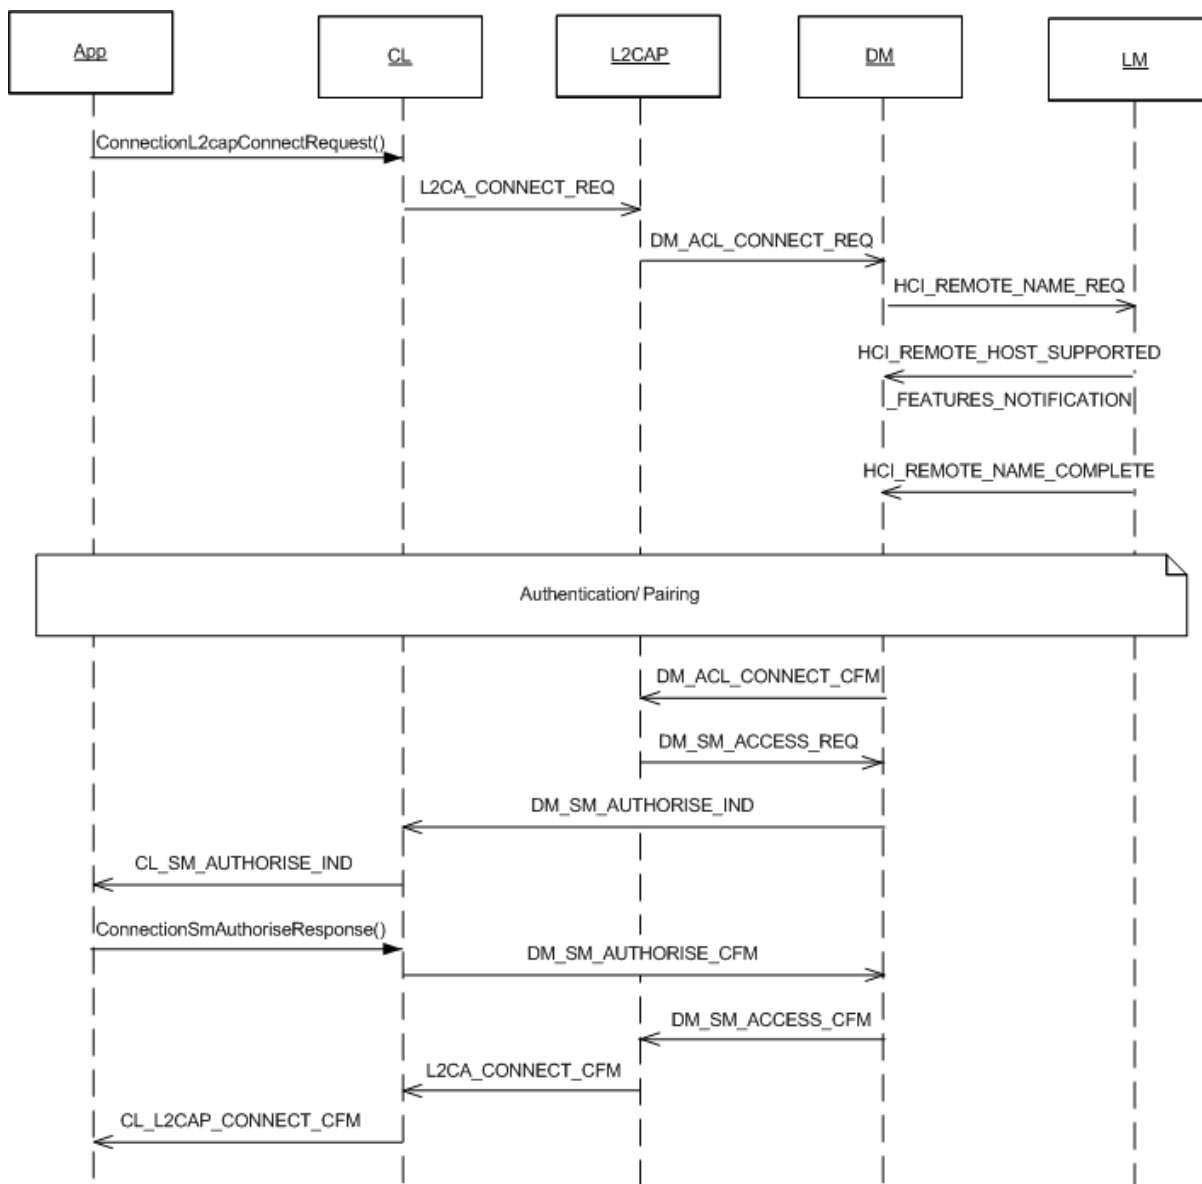 App
CL
L2CAP
DM
LM
ConnectionL2capConnectRequest()
L2CA_CONNECT_REQ
DM_ACL_CONNECT_REQ
HCI_REMOTE_NAME_REQ
HCI_REMOTE_HOST_SUPPORTED
_FEATURES_NOTIFICATION
HCI_REMOTE_NAME_COMPLETE
Authentication/ Pairing
DM_ACL_CONNECT_CFM
DM_SM_ACCESS_REQ
DM_SM_AUTHORISE_IND
CL_SM_AUTHORISE_IND
ConnectionSmAuthoriseResponse()
DM_SM_AUTHORISE_CFM
DM_SM_ACCESS_CFM
L2CA_CONNECT_CFM
CL_L2CAP_CONNECT_CFM